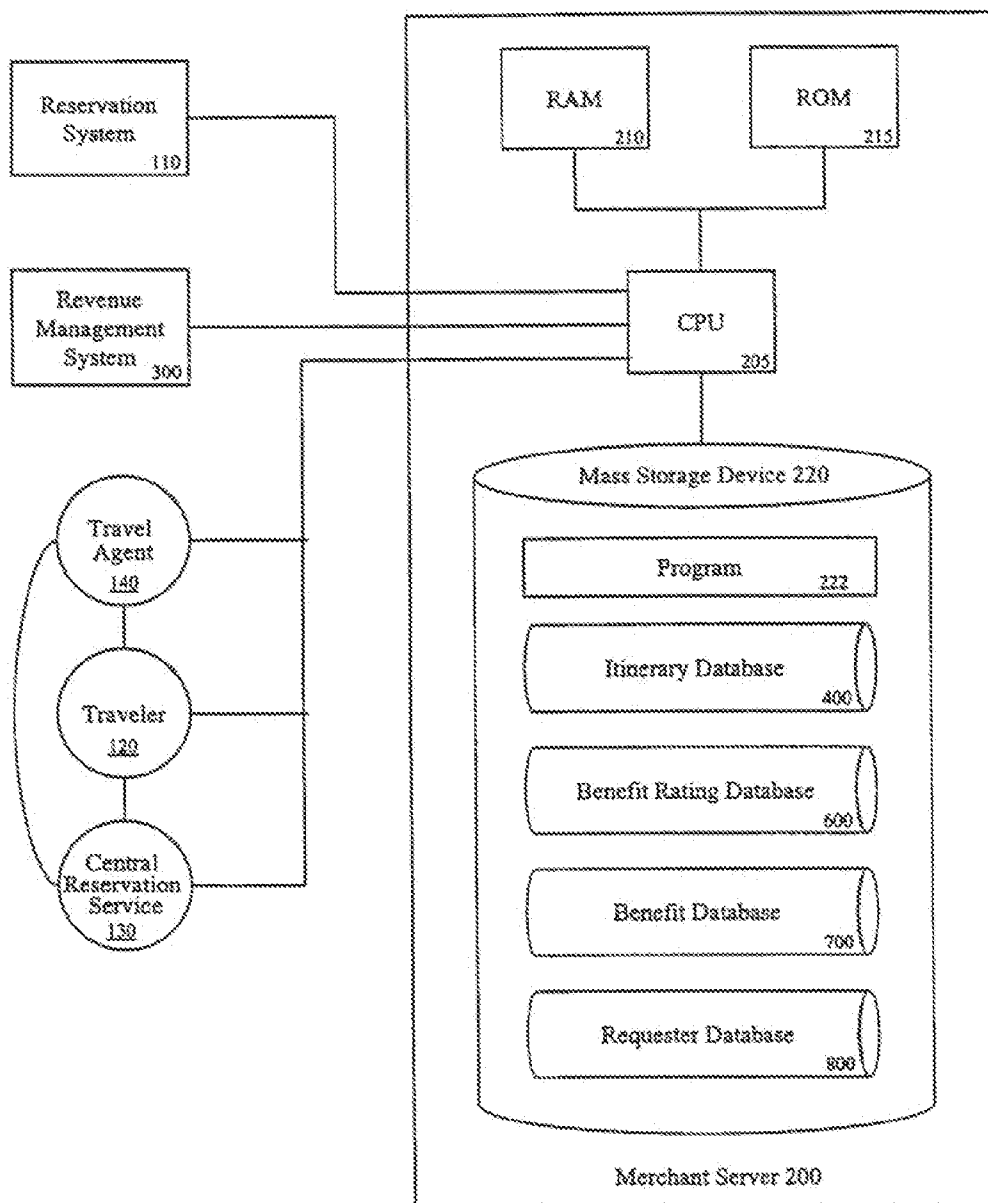 Reservation
System
110
RAM
210
ROM
215
Revenue
Management
System
300
CPU
205
Mass Storage Device 220
Travel
Agent
140
Program
222
Itinerary Database
400
Traveler
120
Benefit Rating Database
600
Central
Reservation
Service
130
Benefit Database
700
Requester Database
800
Merchant Server 200